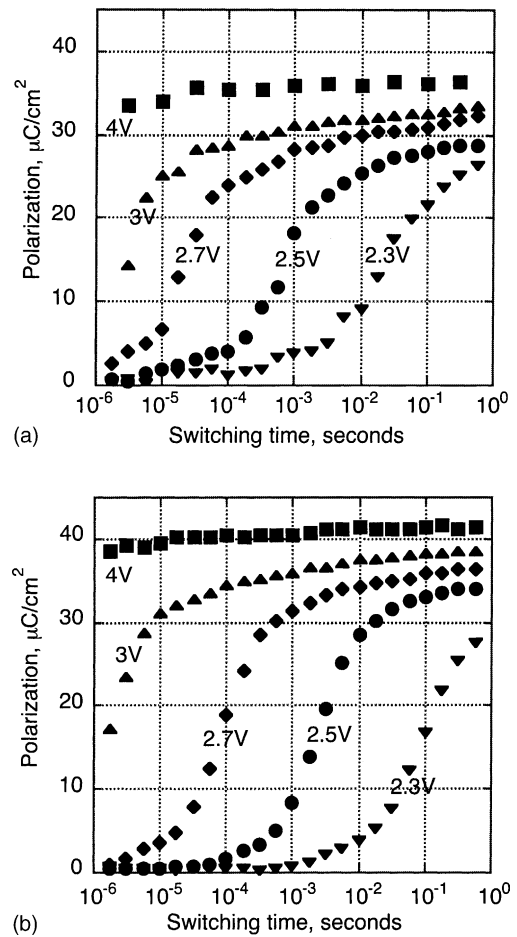 40
30
20
10
0
Polarization, µC/cm²
4V
3V
2.7V
2.5V
2.3V
10⁻⁶ 10⁻⁵ 10⁻⁴ 10⁻³ 10⁻² 10⁻¹ 10⁰
(a) Switching time, seconds
40
30
20
10
0
Polarization, µC/cm²
4V
3V
2.7V
2.5V
2.3V
10⁻⁶ 10⁻⁵ 10⁻⁴ 10⁻³ 10⁻² 10⁻¹ 10⁰
(b) Switching time, seconds